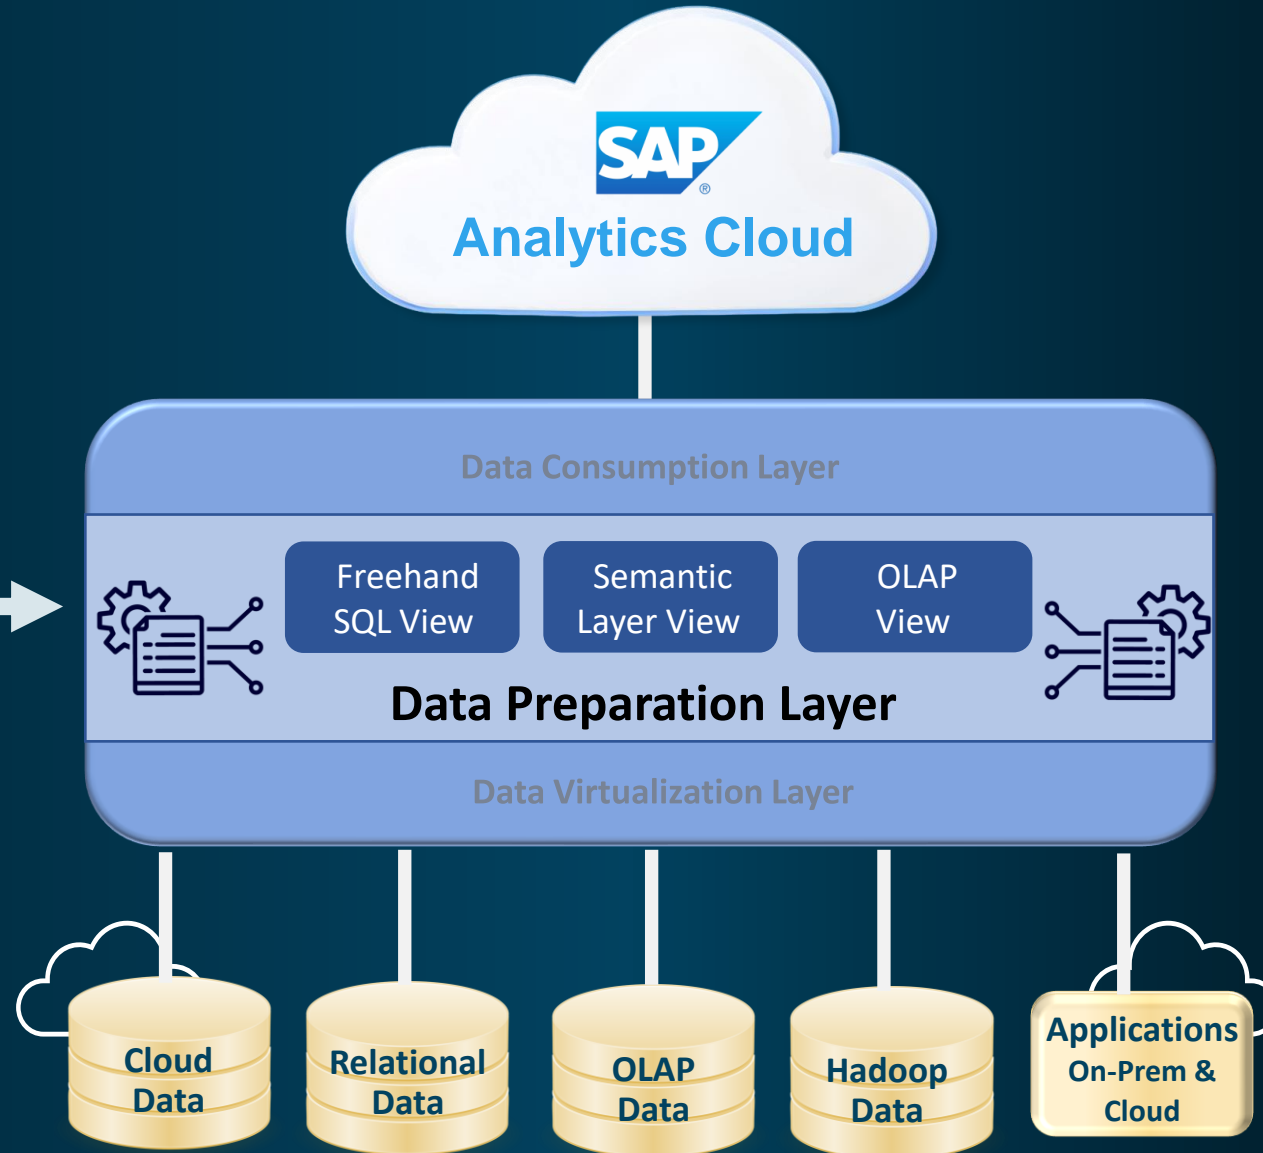 SAP
®
Analytics Cloud
Data Consumption Layer
Freehand
SQL View
Semantic
Layer View
OLAP
View
Data Preparation Layer
Data Virtualization Layer
Cloud
Data
Relational
Data
OLAP
Data
Hadoop
Data
Applications
On-Prem &
Cloud